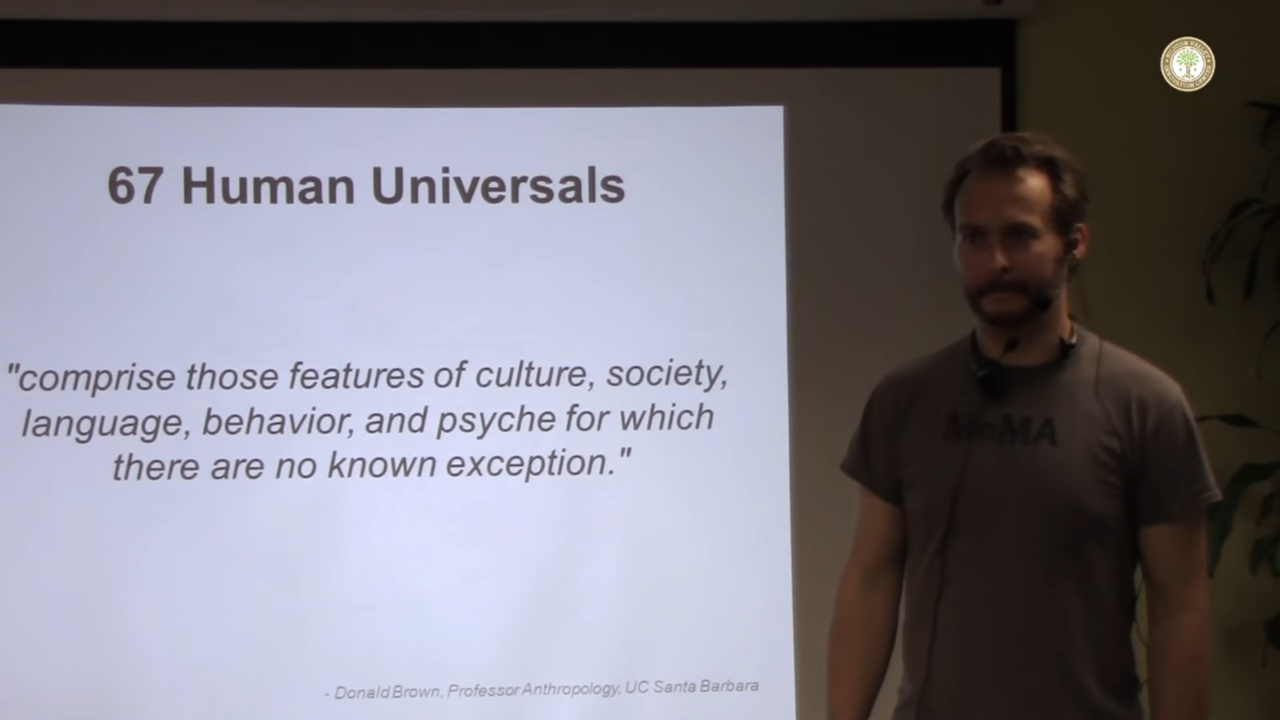 67 Human Universals
"comprise those features of culture, society,
language, behavior, and psyche for which
there are no known exception."
- Donald Brown, Professor Anthropology, UC Santa Barbara
MoMA